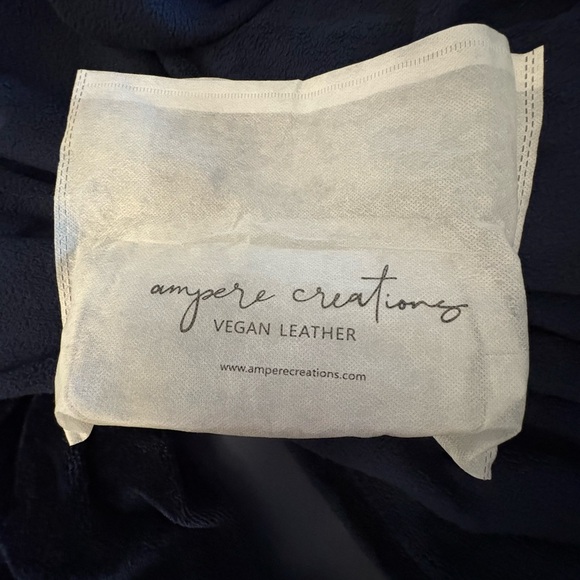 ampere creations
VEGAN LEATHER
www.amperecreations.com